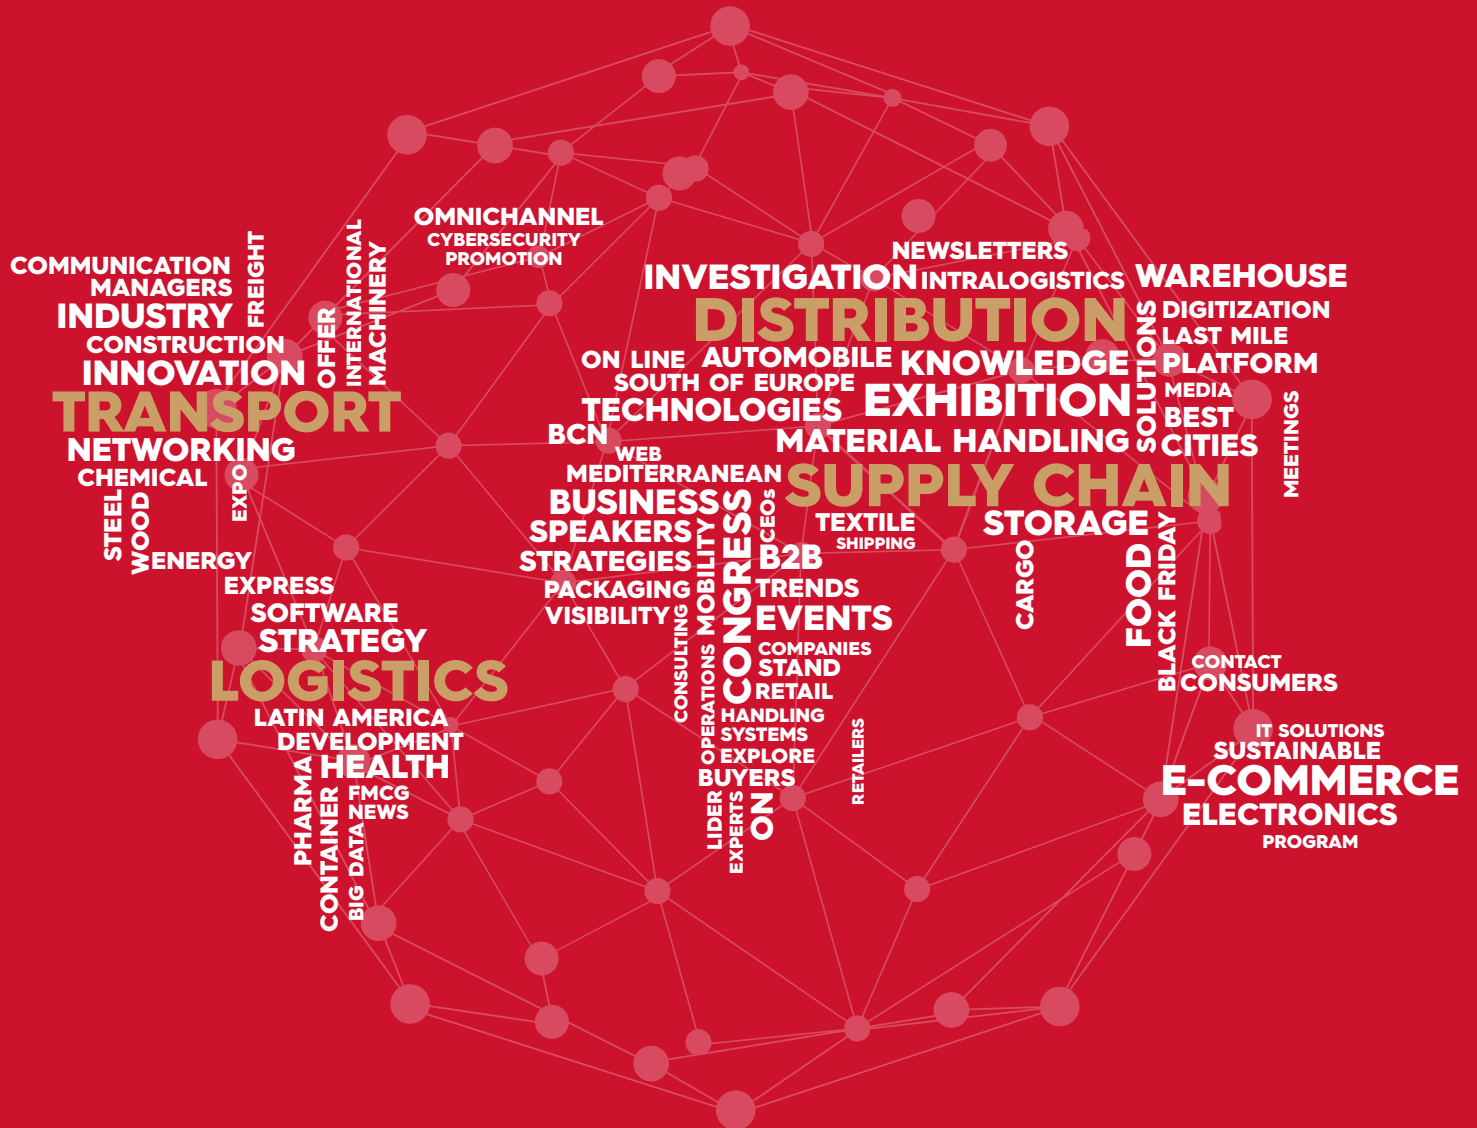 OMNICHANNEL
CYBERSECURITY
PROMOTION
COMMUNICATION
MANAGERS
FREIGHT
INDUSTRY
CONSTRUCTION
INNOVATION
OFFER
INTERNATIONAL
MACHINERY
TRANSPORT
NETWORKING
CHEMICAL
EXPO
STEEL
WOOD
ENERGY
EXPRESS
SOFTWARE
STRATEGY
LOGISTICS
LATIN AMERICA
DEVELOPMENT
HEALTH
PHARMA
CONTAINER
FMCG
NEWS
BIG DATA
NEWSLETTERS
INVESTIGATION
INTRALOGISTICS
WAREHOUSE
DISTRIBUTION
SOLUTIONS
DIGITIZATION
LAST MILE
PLATFORM
ON LINE
AUTOMOBILE
KNOWLEDGE
SOUTH OF EUROPE
EXHIBITION
MEDIA
BEST
CITIES
MEETINGS
TECHNOLOGIES
BCN
WEB
MATERIAL HANDLING
MEDITERRANEAN
SUPPLY CHAIN
BUSINESS
SPEAKERS
STRATEGIES
PACKAGING
VISIBILITY
CONSULTING
MOBILITY
OPERATIONS
CONGRESS
CEOs
TEXTILE
SHIPPING
STORAGE
B2B
TRENDS
EVENTS
CARGO
FOOD
BLACK FRIDAY
COMPANIES
STAND
RETAIL
HANDLING
SYSTEMS
EXPLORE
BUYERS
LIDER
EXPERTS
ON
RETAILERS
CONTACT
CONSUMERS
IT SOLUTIONS
SUSTAINABLE
E-COMMERCE
ELECTRONICS
PROGRAM